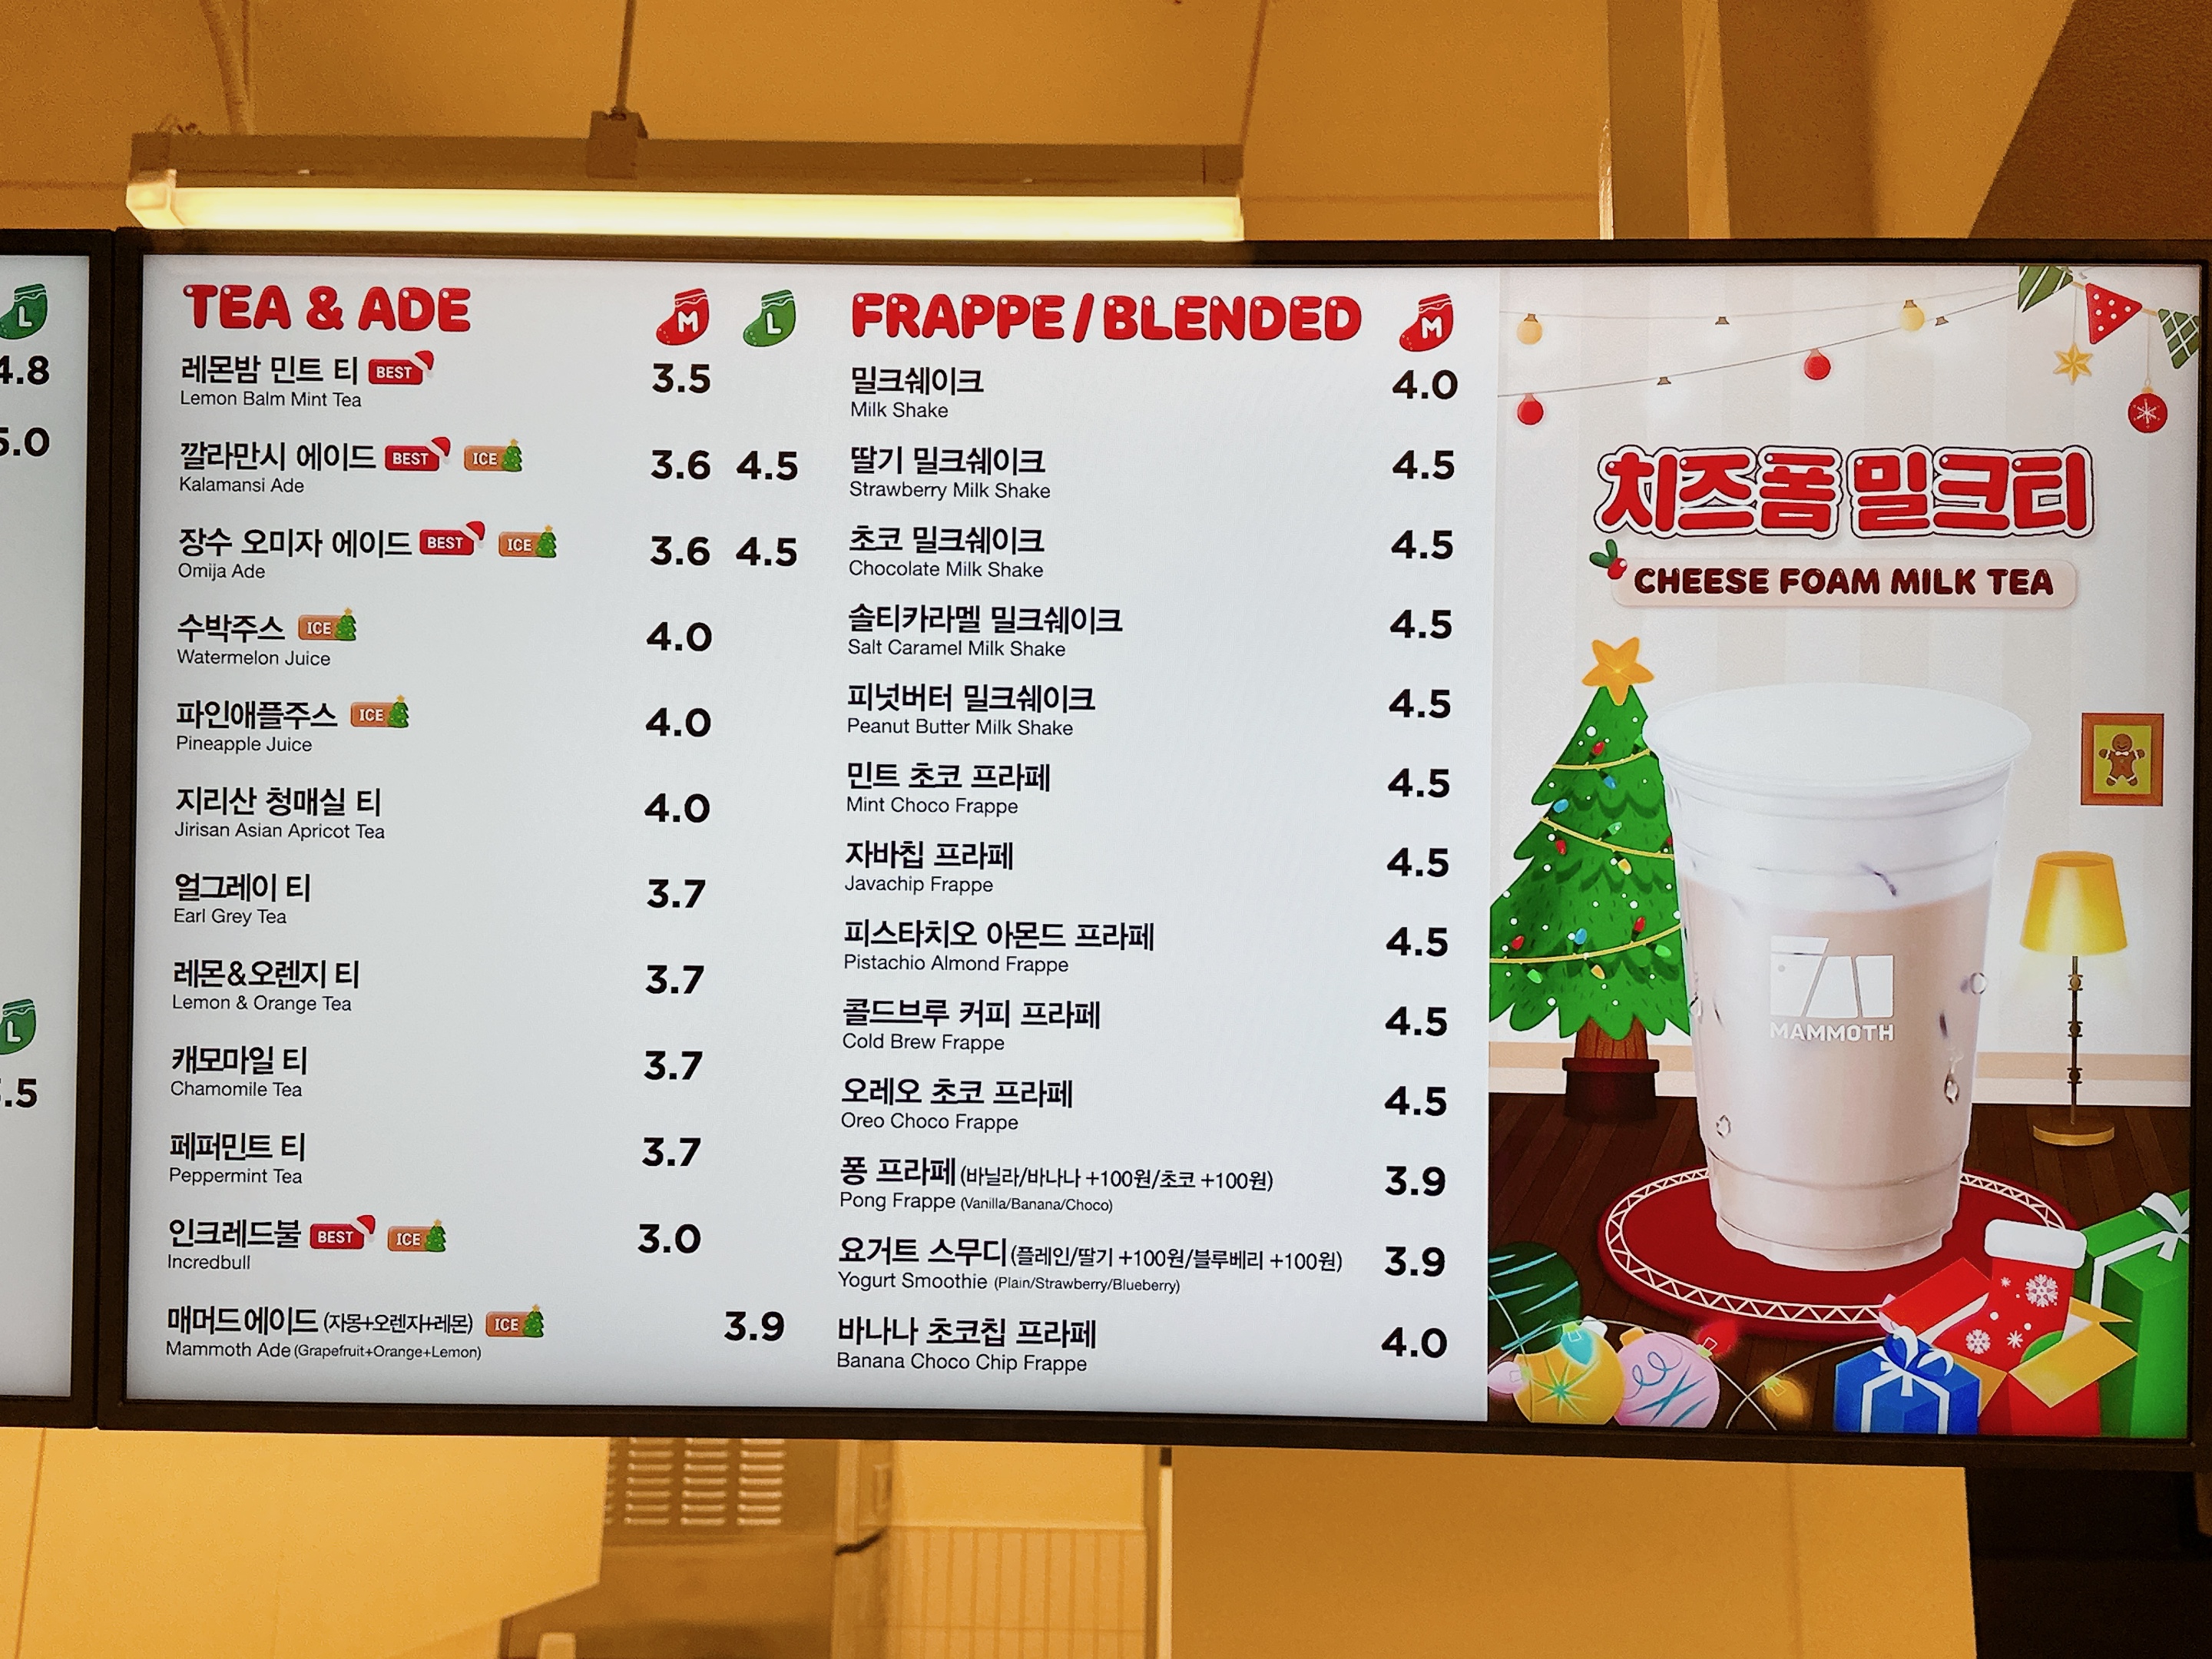 L
4.8
5.0
L
.5
TEA & ADE M L
레몬밤 민트 티 BEST 3.5
Lemon Balm Mint Tea
깔라만시 에이드 BEST ICE 3.6 4.5
Kalamansi Ade
장수 오미자 에이드 BEST ICE 3.6 4.5
Omija Ade
수박주스 ICE 4.0
Watermelon Juice
파인애플주스 ICE 4.0
Pineapple Juice
지리산 청매실 티 4.0
Jirisan Asian Apricot Tea
얼그레이 티 3.7
Earl Grey Tea
레몬&오렌지 티 3.7
Lemon & Orange Tea
캐모마일 티 3.7
Chamomile Tea
페퍼민트 티 3.7
Peppermint Tea
인크레드불 BEST ICE 3.0
Incredbull
매머드 에이드 (자몽+오렌지+레몬) ICE 3.9
Mammoth Ade (Grapefruit+Orange+Lemon)
FRAPPE / BLENDED M
밀크쉐이크 4.0
Milk Shake
딸기 밀크쉐이크 4.5
Strawberry Milk Shake
초코 밀크쉐이크 4.5
Chocolate Milk Shake
솔티카라멜 밀크쉐이크 4.5
Salt Caramel Milk Shake
피넛버터 밀크쉐이크 4.5
Peanut Butter Milk Shake
민트 초코 프라페 4.5
Mint Choco Frappe
자바칩 프라페 4.5
Javachip Frappe
피스타치오 아몬드 프라페 4.5
Pistachio Almond Frappe
콜드브루 커피 프라페 4.5
Cold Brew Frappe
오레오 초코 프라페 4.5
Oreo Choco Frappe
퐁 프라페 (바닐라/바나나 +100원/초코 +100원) 3.9
Pong Frappe (Vanilla/Banana/Choco)
요거트 스무디 (플레인/딸기 +100원/블루베리 +100원) 3.9
Yogurt Smoothie (Plain/Strawberry/Blueberry)
바나나 초코칩 프라페 4.0
Banana Choco Chip Frappe
치즈폼 밀크티
CHEESE FOAM MILK TEA
MAMMOTH